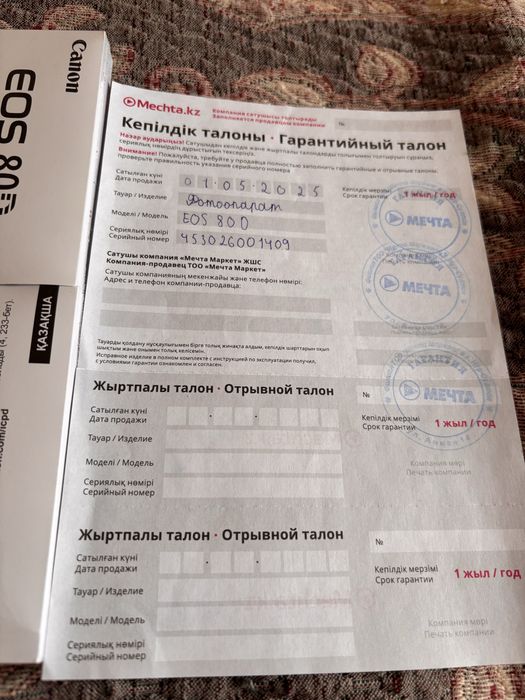 Canon
EOS 80D
ҚАЗАҚША
Mechta.kz
Компания сатушысы толтырады
Заполняется продавцом компании
№
Кепілдік талоны · Гарантийный талон
Назар аударыңыз! Сатушыдан кепілдік және жыртпалы талондарды толығымен толтыруын сұраңыз,
сериялық нөмірдің дұрыстығын тексеріңіз.
Внимание! Пожалуйста, требуйте у продавца полностью заполнить гарантийные и отрывные талоны,
проверьте правильность указания серийного номера
Сатылған күні
Дата продажи
01.05.2025
Кепілдік мерзімі
Срок гарантии
1 жыл / год
Тауар / Изделие
Фотоаппарат
Моделі / Модель
EOS 80D
Сериялық нөмірі
Серийный номер
453026001409
Сатушы компания «Мечта Маркет» ЖШС
Компания-продавец ТОО «Мечта Маркет»
Сатушы компанияның мекенжайы және телефон нөмірі:
Адрес и телефон компании-продавца:
МЕЧТА
МЕЧТА
ГАРАНТИЯ
МЕЧТА
г. Алматы
Тауарды қолдану нұсқаулығымен бірге толық жинақта алдым, кепілдік шарттарын оқып
шықтым және онымен толық келісемін.
Исправное изделие в полном комплекте с инструкцией по эксплуатации получил,
с условиями гарантии ознакомлен и согласен.
Жыртпалы талон · Отрывной талон
№
Сатылған күні
Дата продажи
Кепілдік мерзімі
Срок гарантии
1 жыл / год
Тауар / Изделие
Моделі / Модель
Компания мөрі
Печать компании
Сериялық нөмірі
Серийный номер
Жыртпалы талон · Отрывной талон
№
Сатылған күні
Дата продажи
Кепілдік мерзімі
Срок гарантии
1 жыл / год
Тауар / Изделие
Моделі / Модель
Компания мөрі
Печать компании
Сериялық нөмірі
Серийный номер